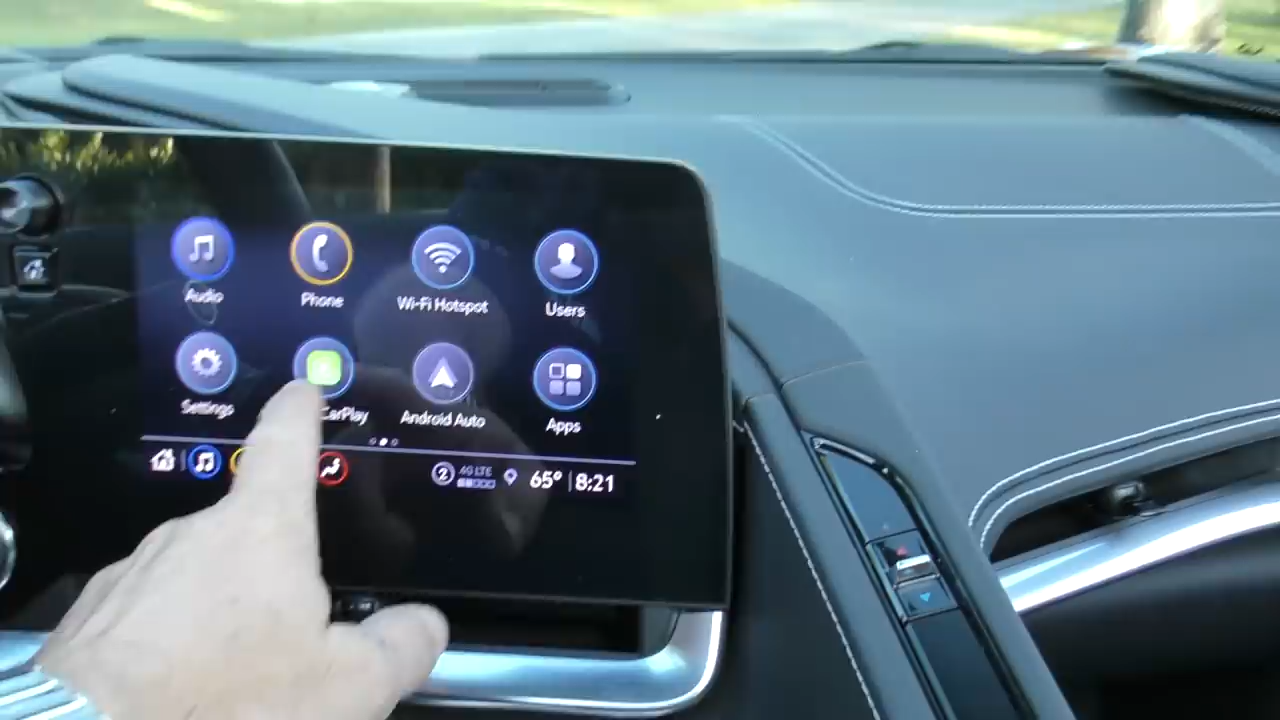 Audio
Phone
Wi-Fi Hotspot
Users
Settings
CarPlay
Android Auto
Apps
2
4G LTE
65° 8:21